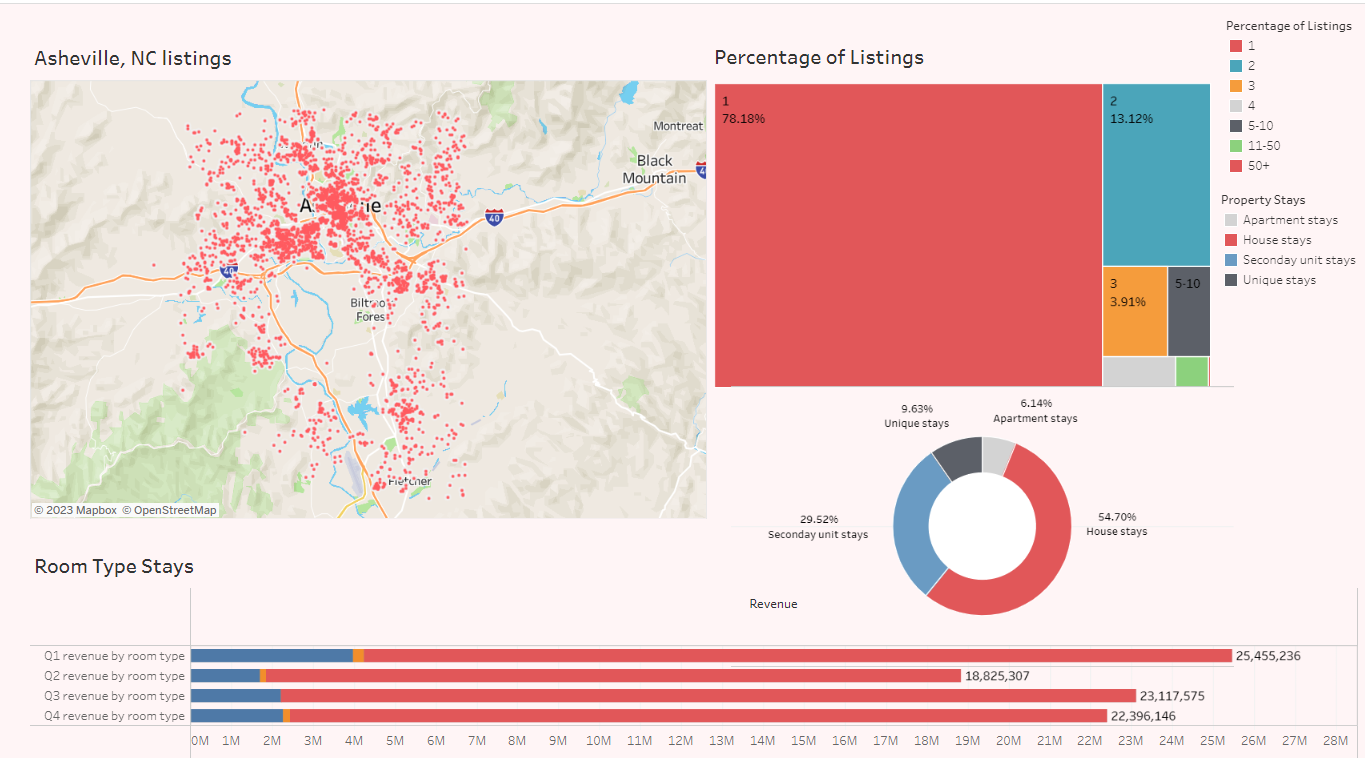 Asheville, NC listings
Montreat
Black
Mountain
40
40
Fletcher
© 2023 Mapbox © OpenStreetMap
Percentage of Listings
1
78.18%
2
13.12%
3
3.91%
5-10
Percentage of Listings
1
2
3
4
5-10
11-50
50+
Property Stays
Apartment stays
House stays
Seconday unit stays
Unique stays
9.63%
Unique stays
6.14%
Apartment stays
29.52%
Seconday unit stays
54.70%
House stays
Revenue
Room Type Stays
Q1 revenue by room type 25,455,236
Q2 revenue by room type 18,825,307
Q3 revenue by room type 23,117,575
Q4 revenue by room type 22,396,146
0M 1M 2M 3M 4M 5M 6M 7M 8M 9M 10M 11M 12M 13M 14M 15M 16M 17M 18M 19M 20M 21M 22M 23M 24M 25M 26M 27M 28M